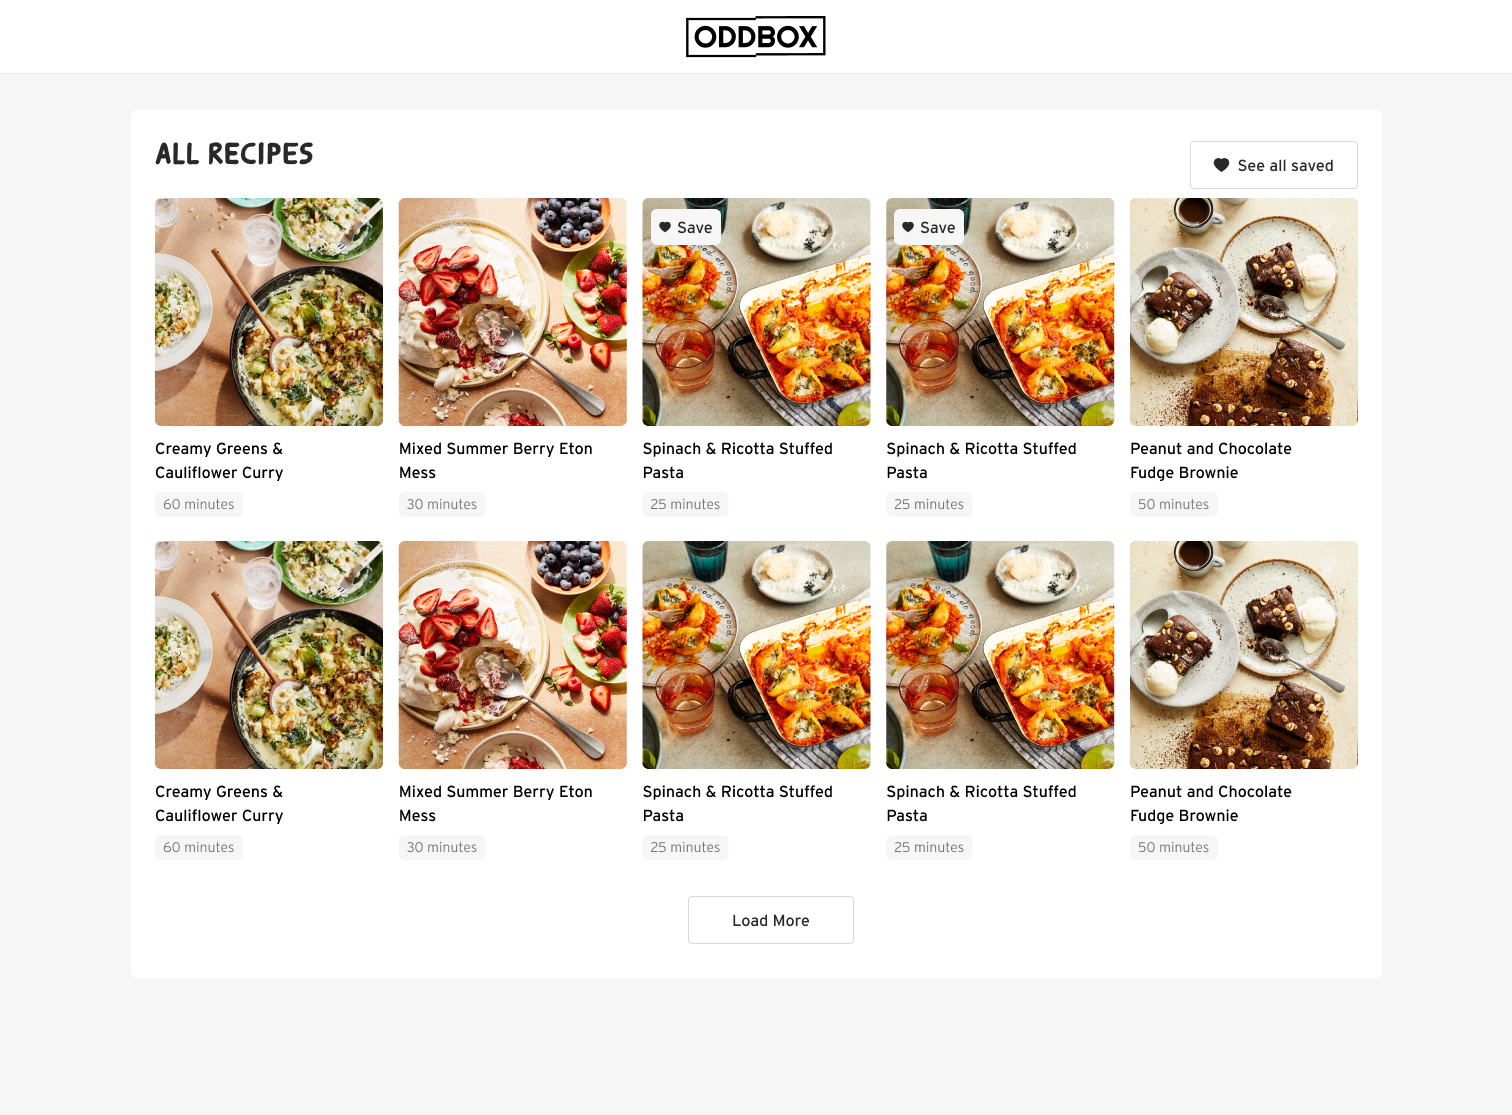 ODDBOX
ALL RECIPES
See all saved
Save
Save
Creamy Greens &
Cauliflower Curry
Mixed Summer Berry Eton
Mess
Spinach & Ricotta Stuffed
Pasta
Spinach & Ricotta Stuffed
Pasta
Peanut and Chocolate
Fudge Brownie
60 minutes
30 minutes
25 minutes
25 minutes
50 minutes
Creamy Greens &
Cauliflower Curry
Mixed Summer Berry Eton
Mess
Spinach & Ricotta Stuffed
Pasta
Spinach & Ricotta Stuffed
Pasta
Peanut and Chocolate
Fudge Brownie
60 minutes
30 minutes
25 minutes
25 minutes
50 minutes
Load More